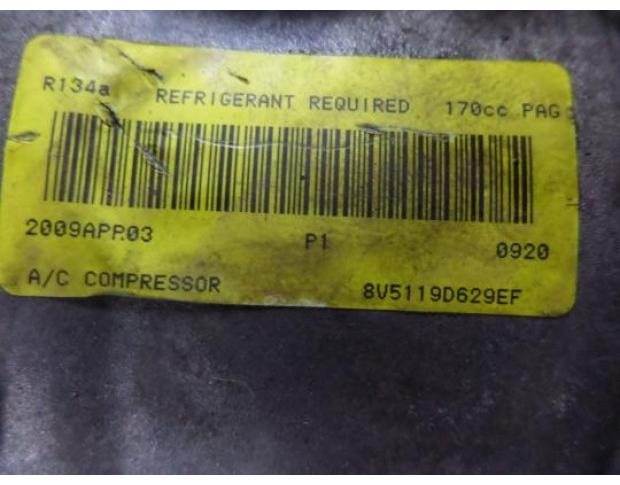 R134a REFRIGERANT REQUIRED 170cc PAG
2009APR03 P1 0920
A/C COMPRESSOR 8V5119D629EF